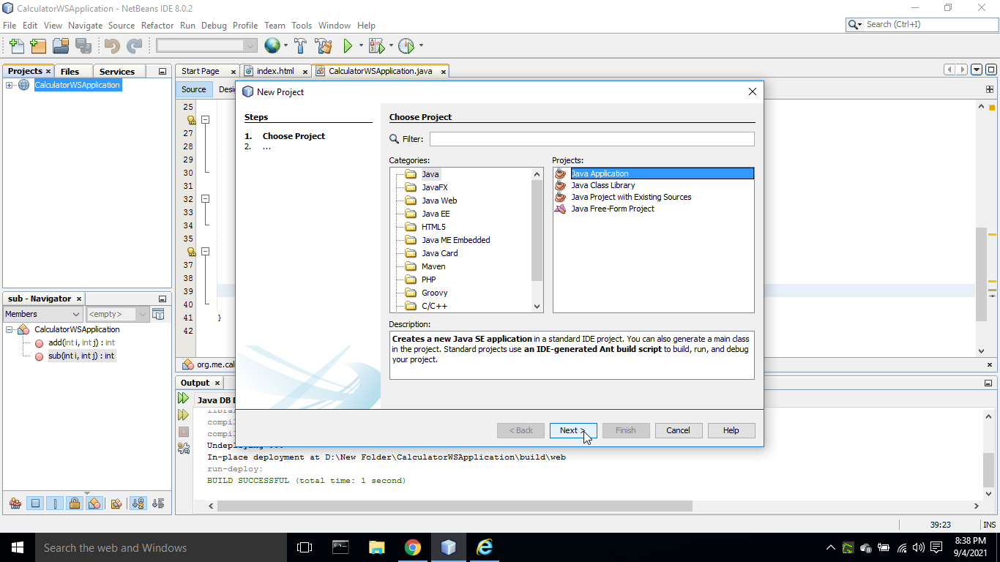 CalculatorWSApplication - NetBeans IDE 8.0.2
File Edit View Navigate Source Refactor Run Debug Profile Team Tools Window Help
Search (Ctrl+I)
Projects Files Services
Start Page index.html CalculatorWSApplication.java
CalculatorWSApplication
Source
New Project
25
27
28
29
30
31
32
33
34
35
37
38
39
40
41 }
42
Steps
1. Choose Project
2. ...
Choose Project
Filter:
Categories:
Java
JavaFX
Java Web
Java EE
HTML5
Java ME Embedded
Java Card
Maven
PHP
Groovy
C/C++
Projects:
Java Application
Java Class Library
Java Project with Existing Sources
Java Free-Form Project
Description:
Creates a new Java SE application in a standard IDE project. You can also generate a main class
in the project. Standard projects use an IDE-generated Ant build script to build, run, and debug
your project.
< Back Next > Finish Cancel Help
sub - Navigator
Members <empty>
CalculatorWSApplication
add(int i, int j) : int
sub(int i, int j) : int
org.me.cal
Output
Java DB
compil
compil
In-place deployment at D:\New Folder\CalculatorWSApplication\build\web
run-deploy:
BUILD SUCCESSFUL (total time: 1 second)
39:23 INS
Search the web and Windows
8:38 PM
9/4/2021